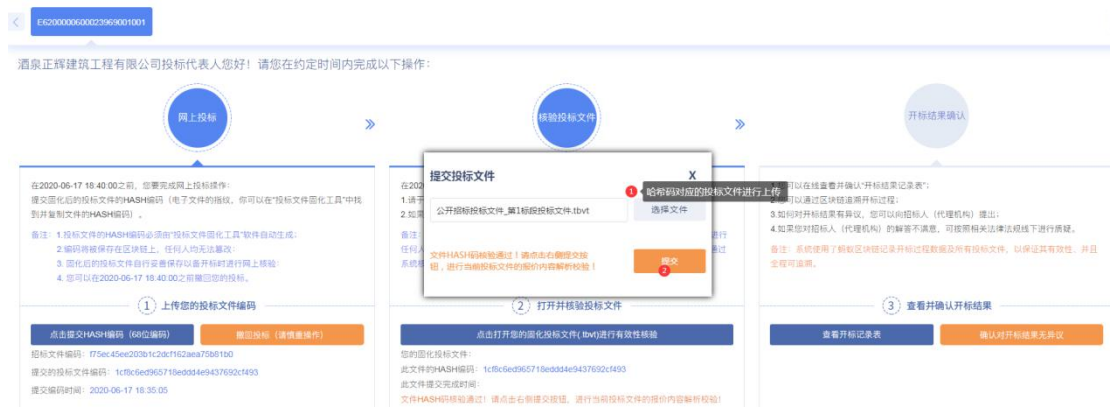 E6200000600023969001001
酒泉正辉建筑工程有限公司投标代表人您好！请您在约定时间内完成以下操作：
网上投标
核验投标文件
开标结果确认
在2020-06-17 18:40:00之前，您要完成网上投标操作：
提交固化后的投标文件的HASH编码（电子文件的指纹，你可以在"投标文件固化工具"中找到并复制文件的HASH编码）。
备注：1.投标文件的HASH编码必须由"投标文件固化工具"软件自动生成；
2.编码将被保存在区块链上，任何人均无法篡改；
3. 固化后的投标文件自行妥善保存以备开标时进行网上核验；
4. 您可以在2020-06-17 18:40:00之前撤回您的投标。
1 上传您的投标文件编码
点击提交HASH编码（68位编码）
撤回投标（请慎重操作）
招标文件编码：f75ec45ee203b1c2dcf162aea75b81b0
提交的投标文件编码：1cf8c6ed965718eddd4e9437692cf493
提交编码时间：2020-06-17 18:35:05
提交投标文件
X
1 哈希码对应的投标文件进行上传
公开招标投标文件_第1标段投标文件.tbvt
选择文件
文件HASH码核验通过！请点击右侧提交按钮，进行当前投标文件的报价内容解析校验！
提交
2
在202
1.请于
2.如果
备注
任何人
系统核
进行
通过
2 打开并核验投标文件
点击打开您的固化投标文件(.tbvt)进行有效性核验
您的固化投标文件：
此文件的HASH编码：1cf8c6ed965718eddd4e9437692cf493
此文件提交完成时间：
文件HASH码核验通过！请点击右侧提交按钮，进行当前投标文件的报价内容解析校验！
可以在线查看并确认"开标结果记录表"；
可以通过区块链追溯开标过程；
3.如何对开标结果有异议，您可以向招标人（代理机构）提出；
4.如果您对招标人（代理机构）的解答不满意，可按照相关法律法规线下进行质疑。
备注：系统使用了蚂蚁区块链记录开标过程数据及所有投标文件，以保证其有效性、并且全程可追溯。
3 查看并确认开标结果
查看开标记录表
确认对开标结果无异议